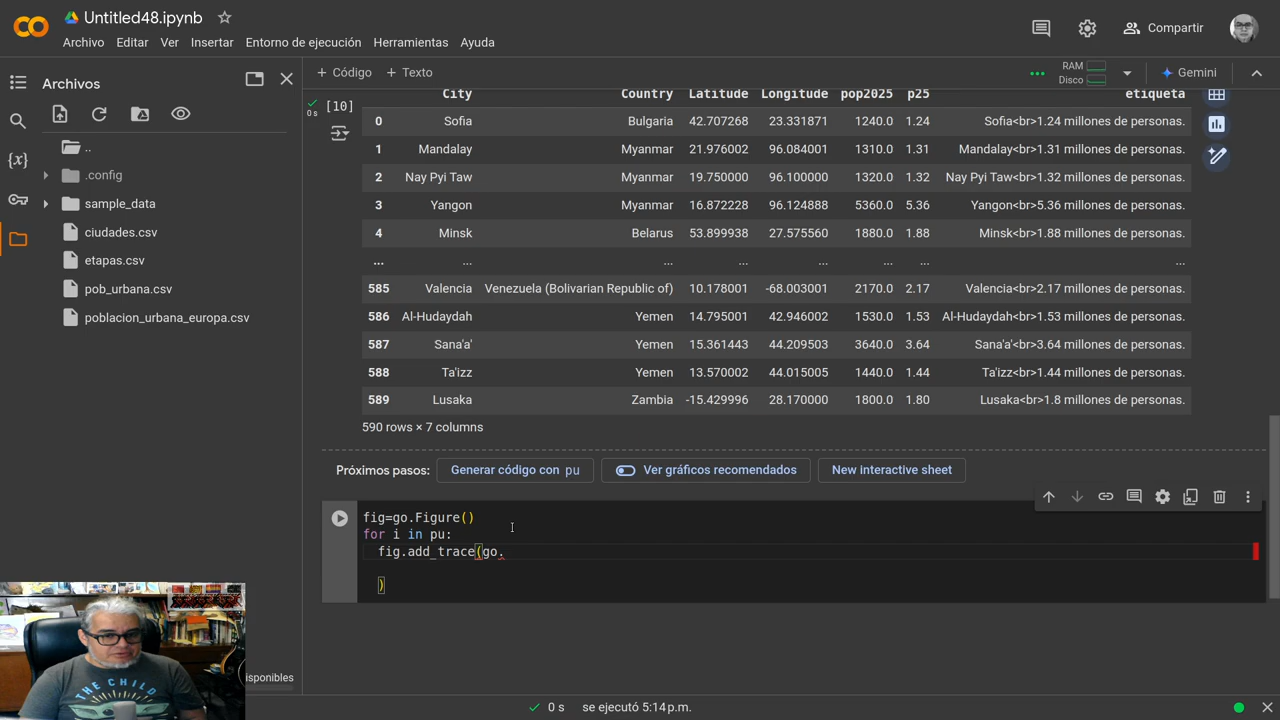 Untitled48.ipynb
Archivo Editar Ver Insertar Entorno de ejecución Herramientas Ayuda
Compartir
Archivos
+ Código + Texto
RAM
Disco
Gemini
..
.config
sample_data
ciudades.csv
etapas.csv
pob_urbana.csv
poblacion_urbana_europa.csv
{x}
0 s
[10]
City Country Latitude Longitude pop2025 p25 etiqueta
0 Sofia Bulgaria 42.707268 23.331871 1240.0 1.24 Sofia<br>1.24 millones de personas.
1 Mandalay Myanmar 21.976002 96.084001 1310.0 1.31 Mandalay<br>1.31 millones de personas.
2 Nay Pyi Taw Myanmar 19.750000 96.100000 1320.0 1.32 Nay Pyi Taw<br>1.32 millones de personas.
3 Yangon Myanmar 16.872228 96.124888 5360.0 5.36 Yangon<br>5.36 millones de personas.
4 Minsk Belarus 53.899938 27.575560 1880.0 1.88 Minsk<br>1.88 millones de personas.
... ... ... ... ... ... ... ...
585 Valencia Venezuela (Bolivarian Republic of) 10.178001 -68.003001 2170.0 2.17 Valencia<br>2.17 millones de personas.
586 Al-Hudaydah Yemen 14.795001 42.946002 1530.0 1.53 Al-Hudaydah<br>1.53 millones de personas.
587 Sana'a' Yemen 15.361443 44.209503 3640.0 3.64 Sana'a'<br>3.64 millones de personas.
588 Ta'izz Yemen 13.570002 44.015005 1440.0 1.44 Ta'izz<br>1.44 millones de personas.
589 Lusaka Zambia -15.429996 28.170000 1800.0 1.80 Lusaka<br>1.8 millones de personas.
590 rows × 7 columns
Próximos pasos: Generar código con pu Ver gráficos recomendados New interactive sheet
fig=go.Figure()
for i in pu:
fig.add_trace(go.
)
isponibles
THE CHILD
0 s se ejecutó 5:14 p.m.